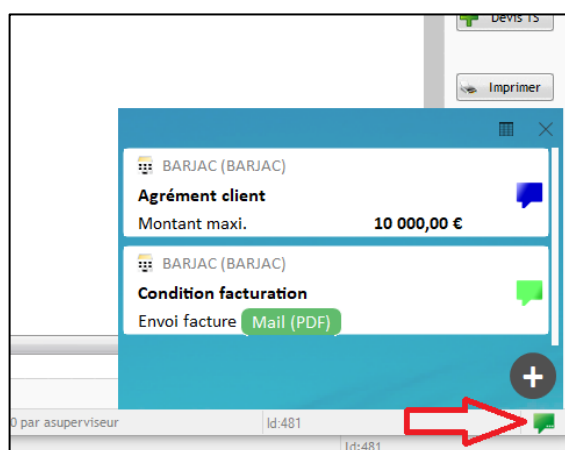 Devis TS
Imprimer
BARJAC (BARJAC)
Agrément client
Montant maxi. 10 000,00 €
BARJAC (BARJAC)
Condition facturation
Envoi facture Mail (PDF)
0 par asuperviseur Id:481
Id:481